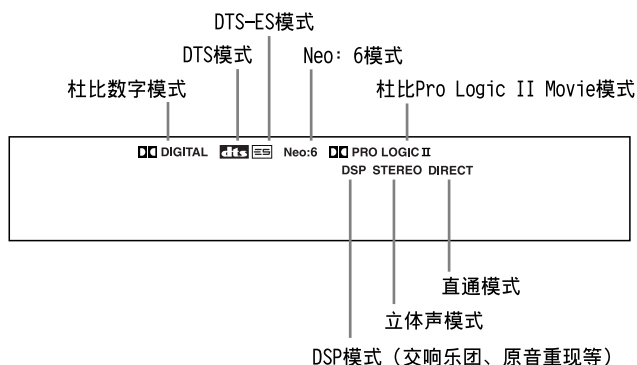 DTS-ES模式
DTS模式 Neo: 6模式
杜比数字模式 杜比Pro Logic II Movie模式
DIGITAL dts ES Neo:6 PRO LOGIC II
DSP STEREO DIRECT
直通模式
立体声模式
DSP模式（交响乐团、原音重现等）